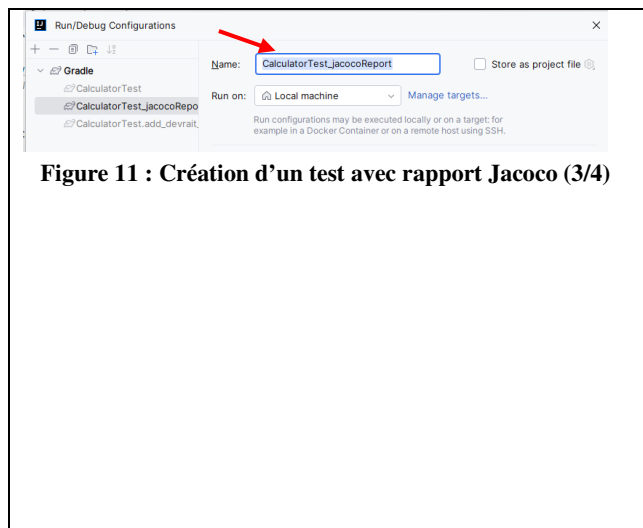 Run/Debug Configurations
Gradle
Name: CalculatorTest_jacocoReport Store as project file
CalculatorTest
Run on: Local machine Manage targets...
CalculatorTest_jacocoRepo
Run configurations may be executed locally or on a target: for
CalculatorTest.add_devrait_
example in a Docker Container or on a remote host using SSH.
Figure 11 : Création d'un test avec rapport Jacoco (3/4)